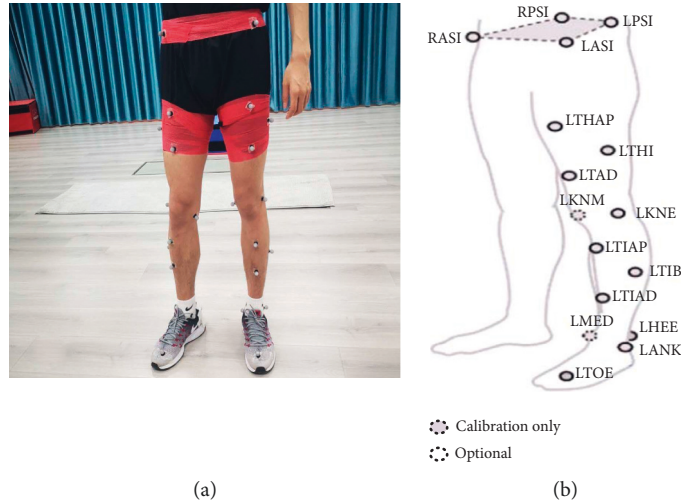 RPSI
LPSI
RASI
LASI
LTHAP
LTHI
LTAD
LKNM
LKNE
LTIAP
LTIB
LTIAD
LMED
LHEE
LANK
LTOE
Calibration only
Optional
(a)
(b)